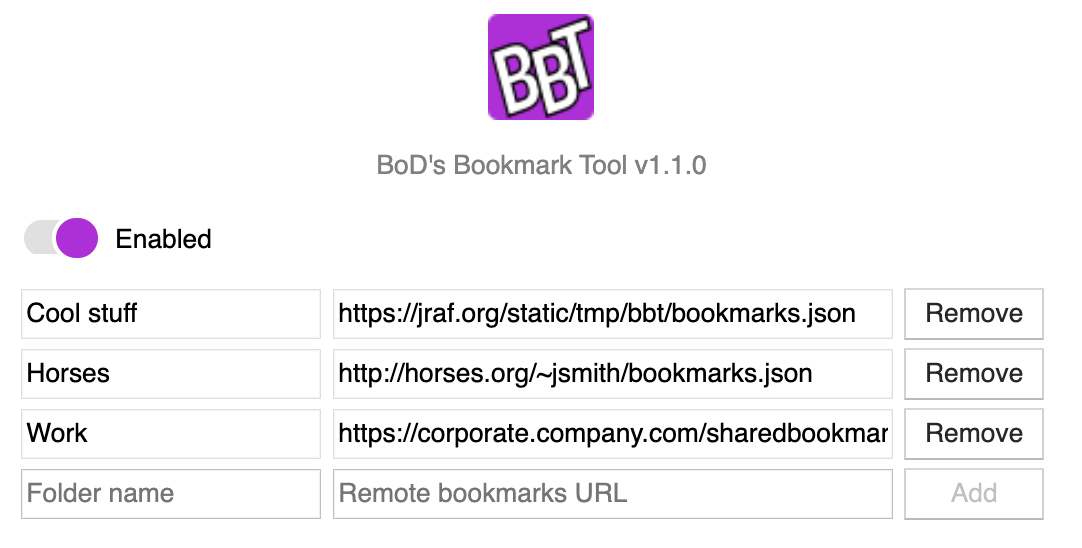 BBT
BoD's Bookmark Tool v1.1.0
Enabled
Cool stuff https://jraf.org/static/tmp/bbt/bookmarks.json Remove
Horses http://horses.org/~jsmith/bookmarks.json Remove
Work https://corporate.company.com/sharedbookmar Remove
Folder name Remote bookmarks URL Add